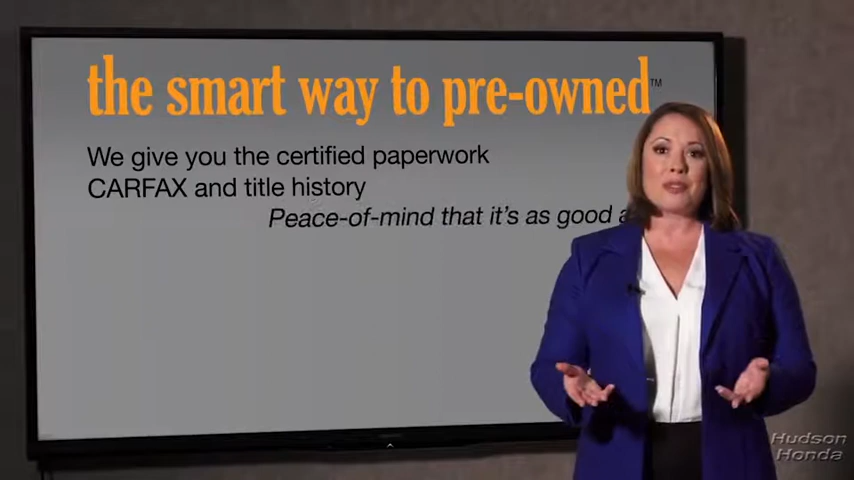 the smart way to pre-owned™
We give you the certified paperwork
CARFAX and title history
Peace-of-mind that it's as good
Hudson
Honda